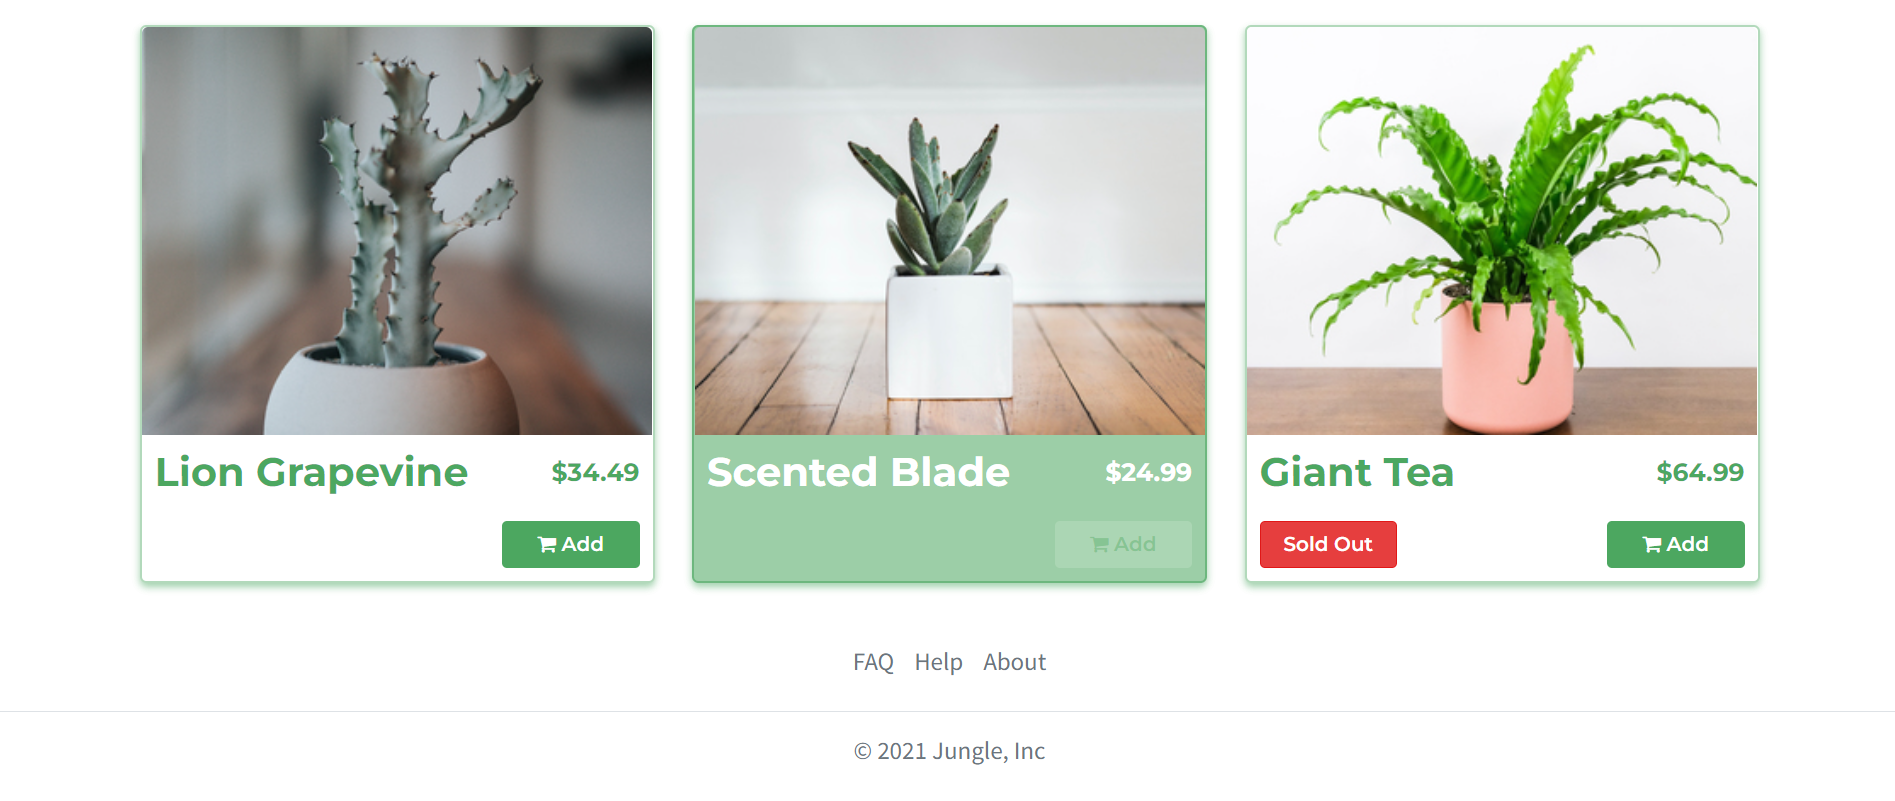 Lion Grapevine $34.49
Add
Scented Blade $24.99
Add
Giant Tea $64.99
Sold Out Add
FAQ Help About
© 2021 Jungle, Inc